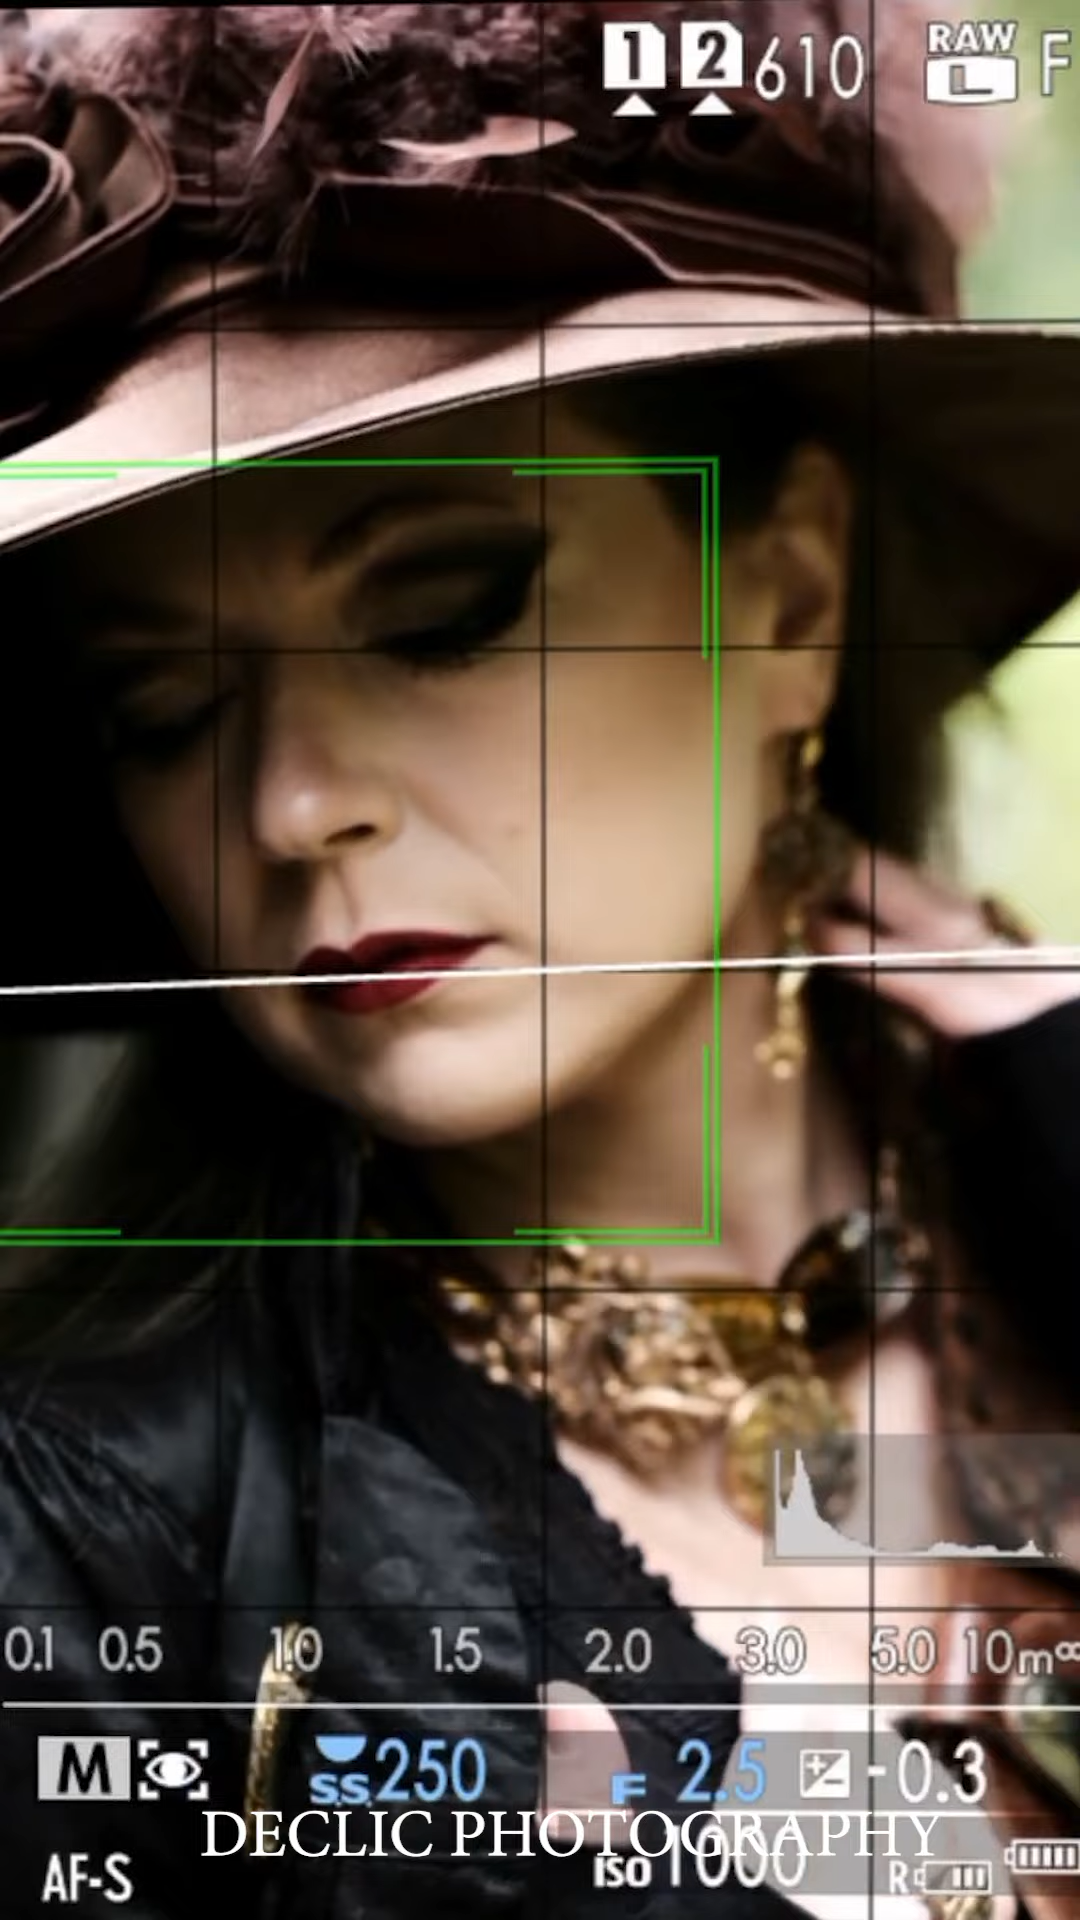 1 2 610 RAW L F
0.1 0.5 1.0 1.5 2.0 3.0 5.0 10m∞
M S.S. 250 F 2.5 -0.3
DECLIC PHOTOGRAPHY
AF-S ISO 1000 R